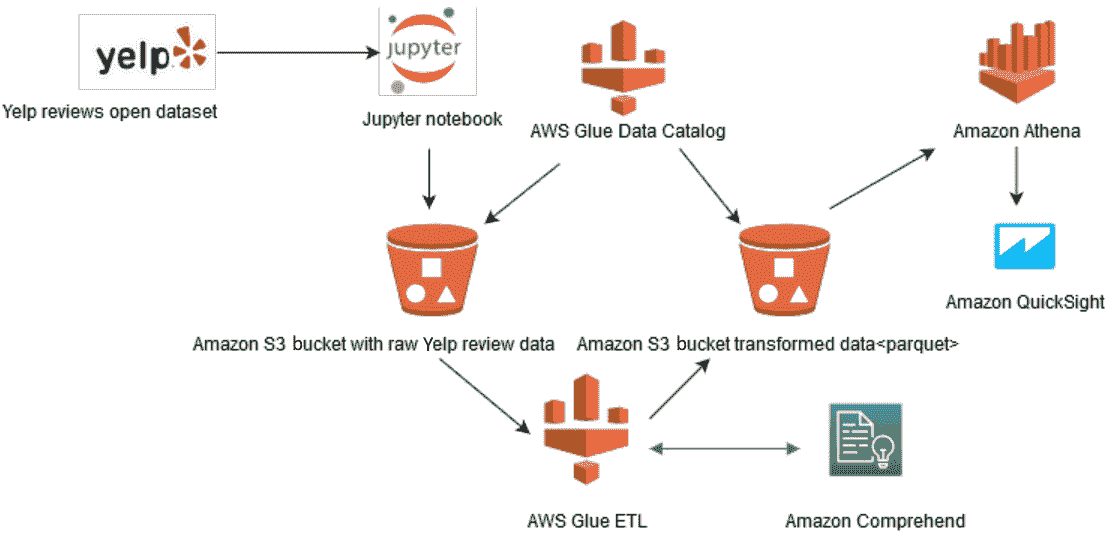 yelp
jupyter
Yelp reviews open dataset
Jupyter notebook
AWS Glue Data Catalog
Amazon Athena
Amazon QuickSight
Amazon S3 bucket with raw Yelp review data
Amazon S3 bucket transformed data<parquet>
AWS Glue ETL
Amazon Comprehend